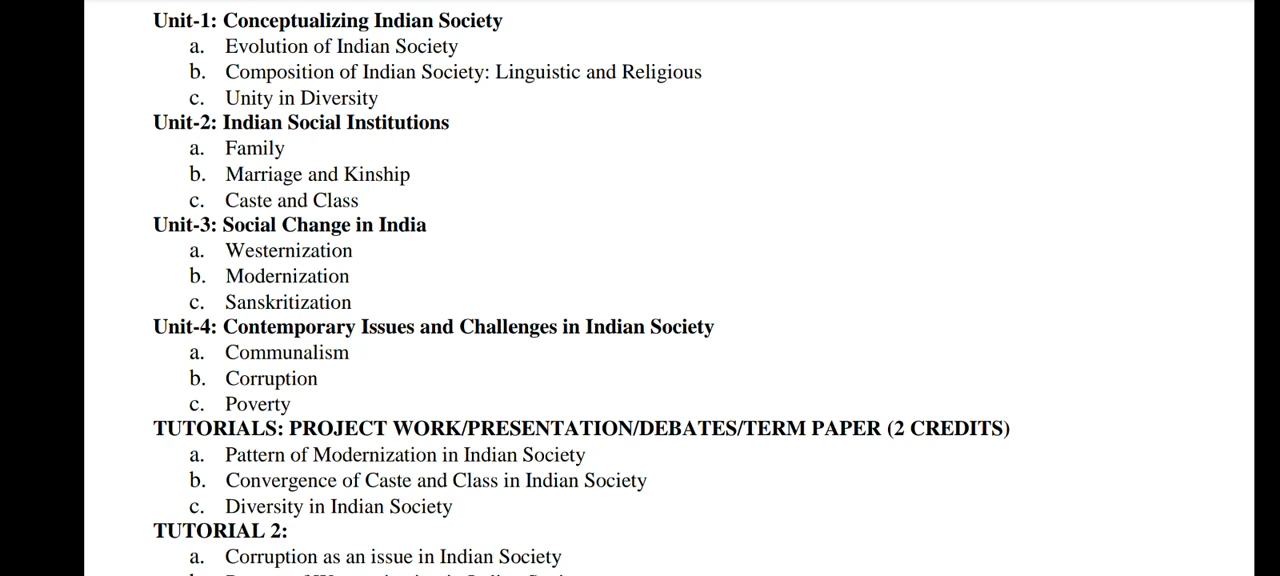 Unit-1: Conceptualizing Indian Society
a. Evolution of Indian Society
b. Composition of Indian Society: Linguistic and Religious
c. Unity in Diversity
Unit-2: Indian Social Institutions
a. Family
b. Marriage and Kinship
c. Caste and Class
Unit-3: Social Change in India
a. Westernization
b. Modernization
c. Sanskritization
Unit-4: Contemporary Issues and Challenges in Indian Society
a. Communalism
b. Corruption
c. Poverty
TUTORIALS: PROJECT WORK/PRESENTATION/DEBATES/TERM PAPER (2 CREDITS)
a. Pattern of Modernization in Indian Society
b. Convergence of Caste and Class in Indian Society
c. Diversity in Indian Society
TUTORIAL 2:
a. Corruption as an issue in Indian Society